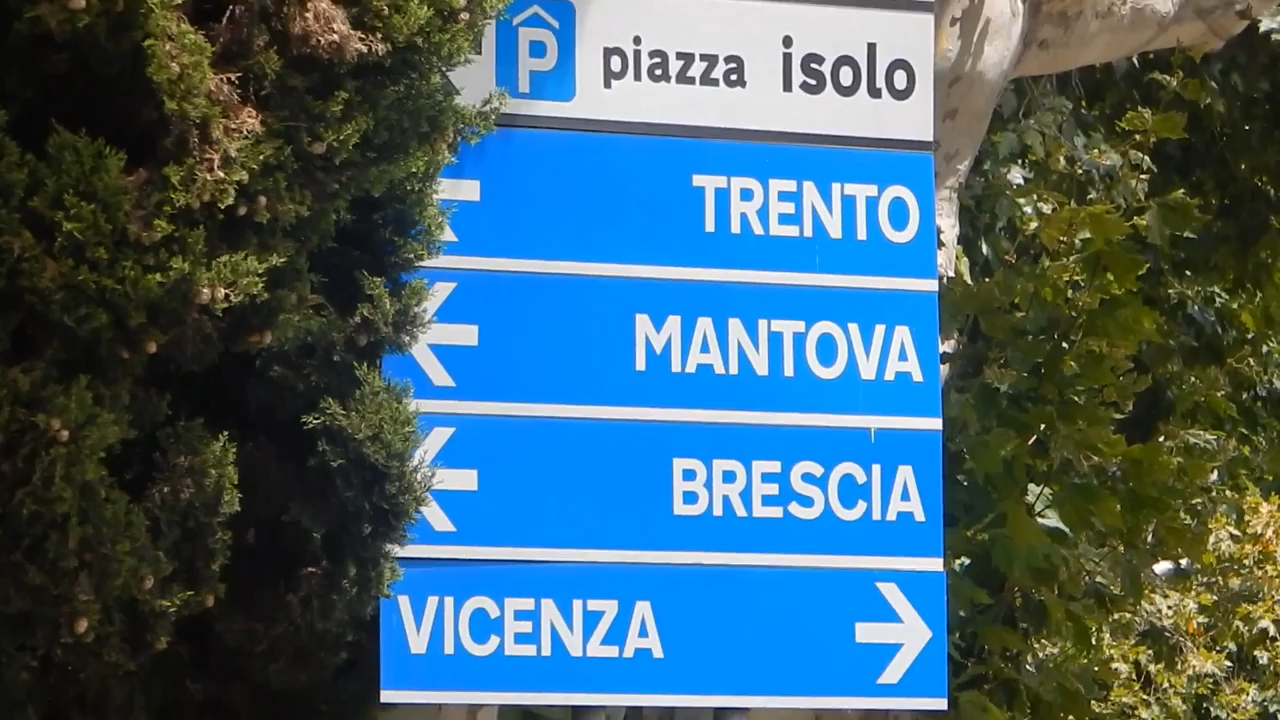 P piazza isolo
TRENTO
MANTOVA
BRESCIA
VICENZA